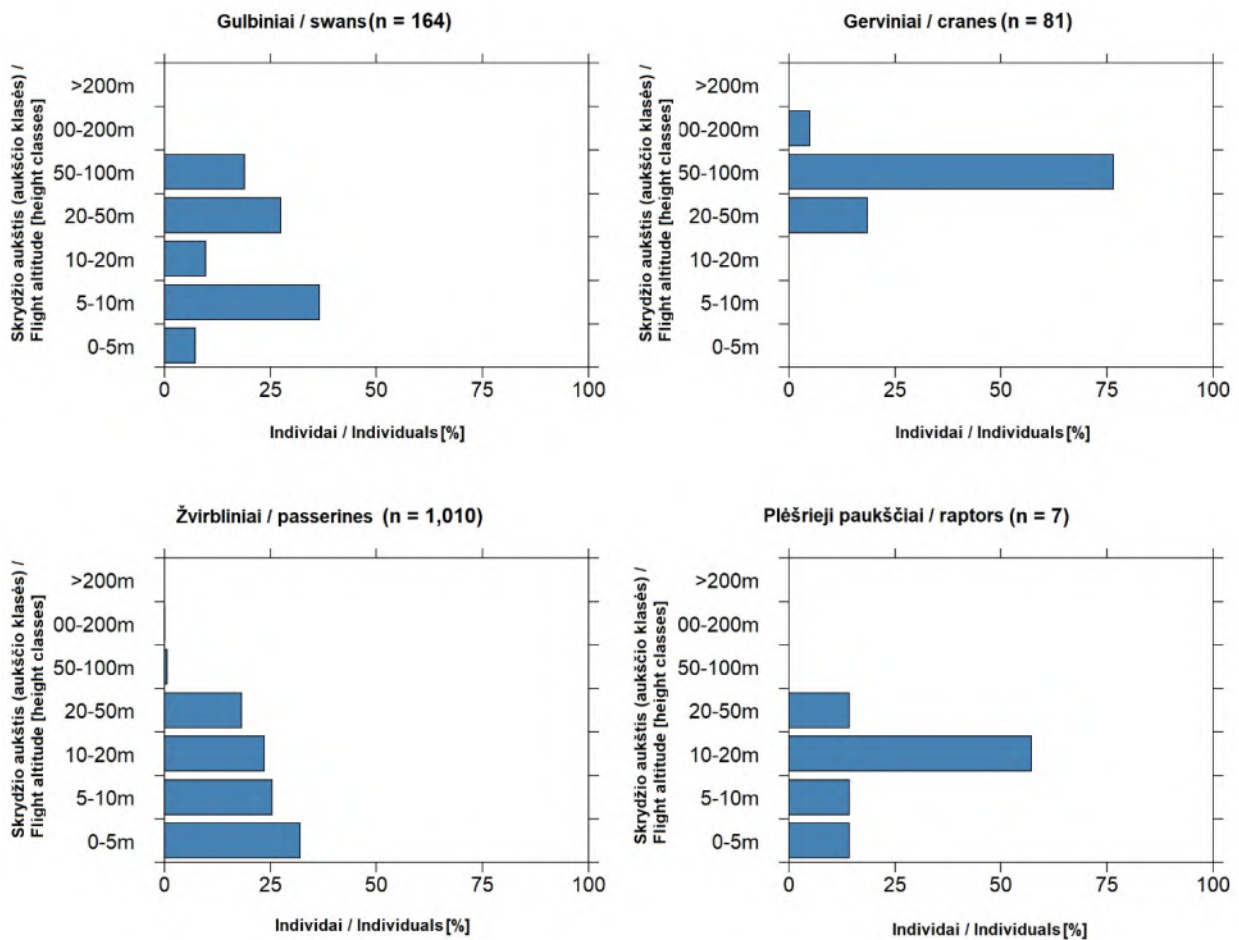 Gulbiniai / swans (n = 164)
Skrydžio aukštis (aukščio klasės) /
Flight altitude [height classes]
>200m
00-200m
50-100m
20-50m
10-20m
5-10m
0-5m
0 25 50 75 100
Individai / Individuals [%]
Gerviniai / cranes (n = 81)
Skrydžio aukštis (aukščio klasės) /
Flight altitude [height classes]
>200m
00-200m
50-100m
20-50m
10-20m
5-10m
0-5m
0 25 50 75 100
Individai / Individuals [%]
Žvirbliniai / passerines (n = 1,010)
Skrydžio aukštis (aukščio klasės) /
Flight altitude [height classes]
>200m
00-200m
50-100m
20-50m
10-20m
5-10m
0-5m
0 25 50 75 100
Individai / Individuals [%]
Plėšrieji paukščiai / raptors (n = 7)
Skrydžio aukštis (aukščio klasės) /
Flight altitude [height classes]
>200m
00-200m
50-100m
20-50m
10-20m
5-10m
0-5m
0 25 50 75 100
Individai / Individuals [%]